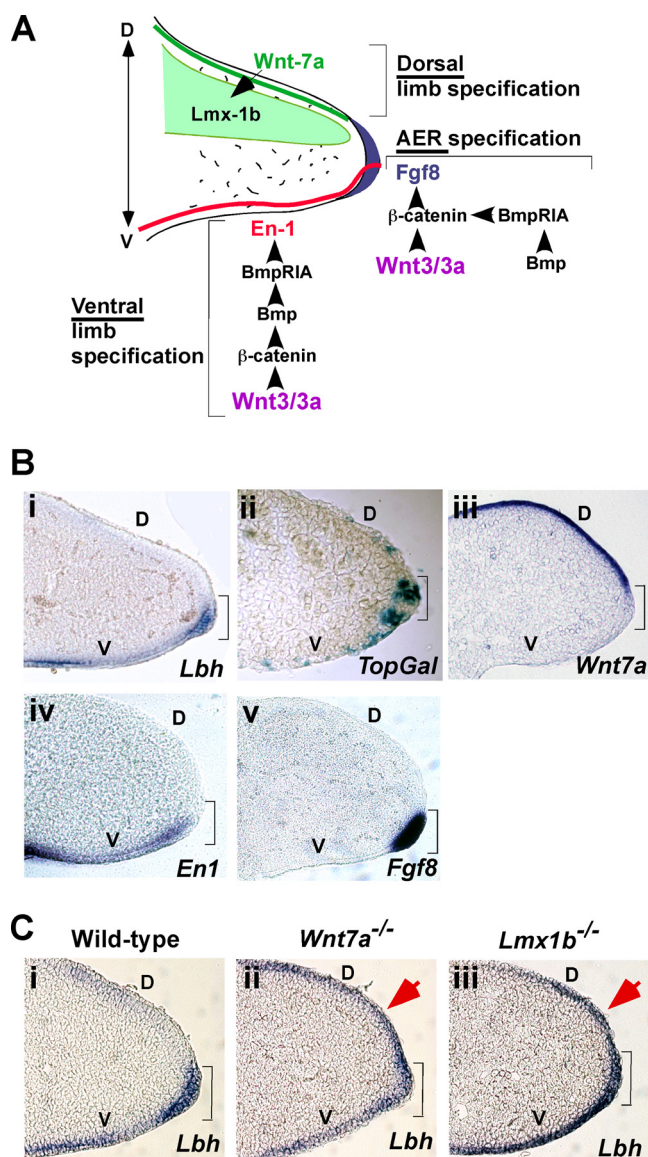 A
D
V
Wnt-7a
Lmx-1b
Dorsal
limb specification
AER specification
Fgf8
β-catenin
BmpRIA
Wnt3/3a
Bmp
En-1
BmpRIA
Bmp
β-catenin
Wnt3/3a
Ventral
limb
specification
B
i
D
V
Lbh
ii
D
V
TopGal
iii
D
V
Wnt7a
iv
D
V
En1
v
D
V
Fgf8
C
Wild-type
Wnt7a-/-
Lmx1b-/-
i
D
V
Lbh
ii
D
V
Lbh
iii
D
V
Lbh